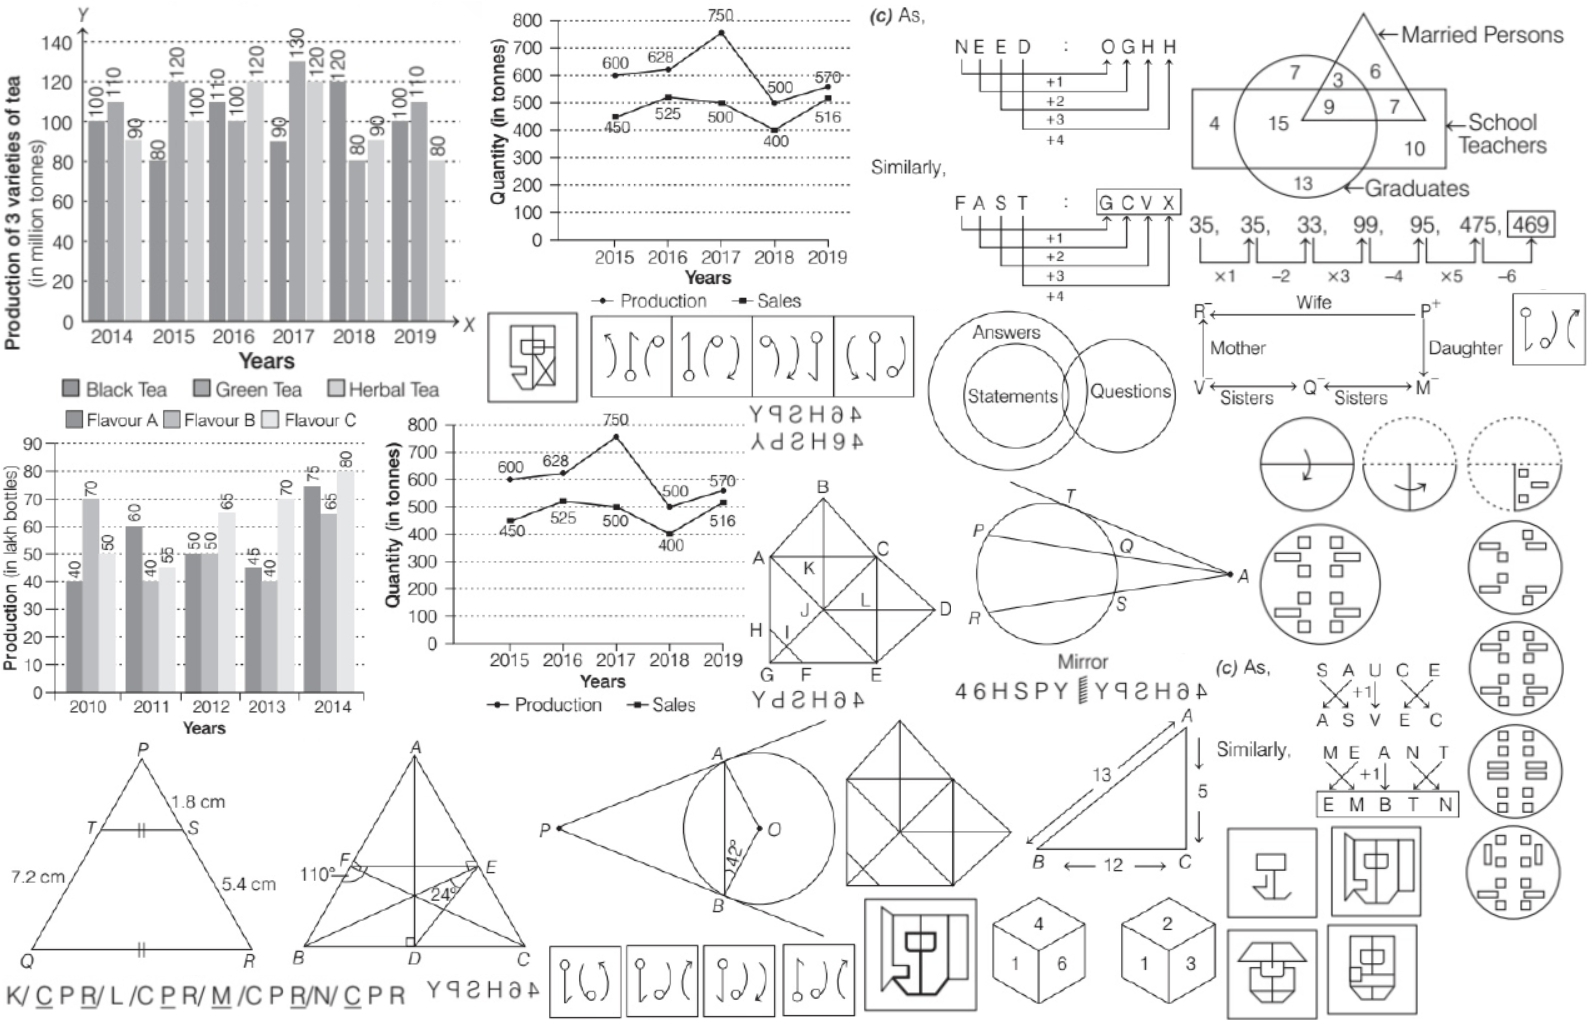 Y
Production of 3 varieties of tea
(in million tonnes)
140
120
100
80
60
40
20
0
100 110 90
80 120 100
110 100 120
90 130 120
120 80 90
100 110 80
2014 2015 2016 2017 2018 2019
X
Years
Black Tea Green Tea Herbal Tea
Quantity (in tonnes)
800
700
600
500
400
300
200
100
0
600 628 750 500 570
450 525 500 400 516
2015 2016 2017 2018 2019
Years
Production Sales
(c) As,
N E E D : O G H H
+1
+2
+3
+4
Similarly,
F A S T : G C V X
+1
+2
+3
+4
Married Persons
School
Teachers
Graduates
7 3 6
4 15 9 7
10
13
35, 35, 33, 99, 95, 475, 469
×1 −2 ×3 −4 ×5 −6
R⁻ Wife P⁺
Mother Daughter
V⁻ Sisters Q⁻ Sisters M⁻
Answers
Statements Questions
46HSPY
Flavour A Flavour B Flavour C
Production (in lakh bottles)
90
80
70
60
50
40
30
20
10
0
40 70 50
60 40 55
50 50 65
45 40 70
75 65 80
2010 2011 2012 2013 2014
Years
Quantity (in tonnes)
800
700
600
500
400
300
200
100
0
600 628 750 500 570
450 525 500 400 516
2015 2016 2017 2018 2019
Years
Production Sales
B
A C
K
J L D
H I
G F E
T
P Q
A
R S
Mirror
46HSPY 46HSPY
(c) As,
S A U C E
+1
A S V E C
Similarly,
M E A N T
+1
E M B T N
P
1.8 cm
T S
7.2 cm 5.4 cm
Q R
A
F E
110°
24°
B D C
A
P O
42°
B
A
13 5
B 12 C
4
1 6
2
1 3
K/ C P R/ L /C P R/ M /C P R/N/ C P R
46HSPY